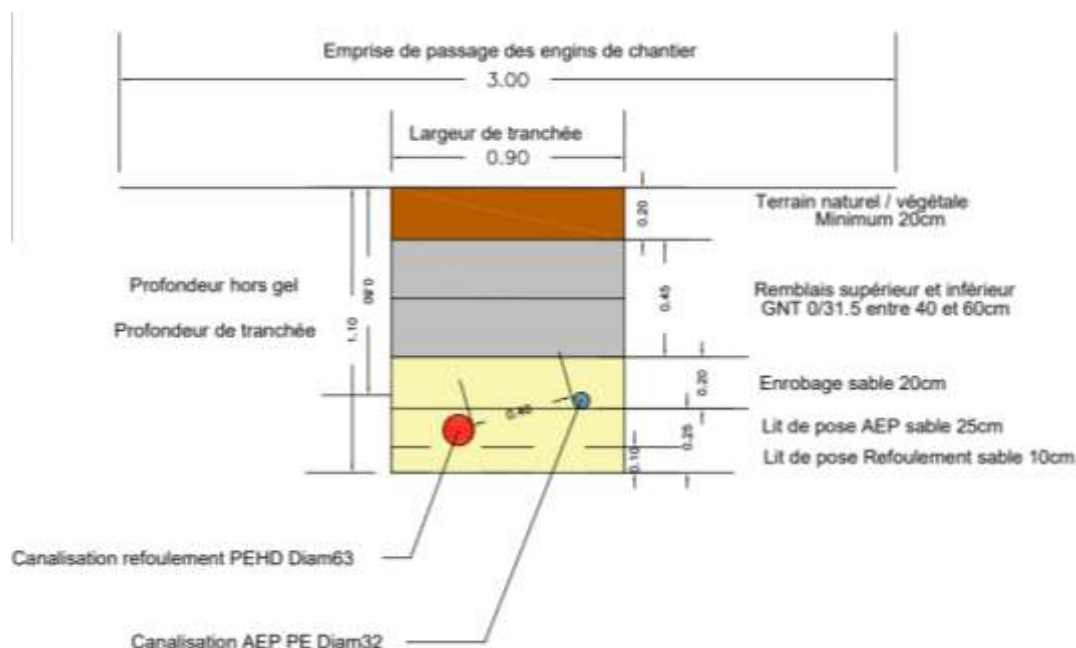 Emprise de passage des engins de chantier
3.00
Largeur de tranchée
0.90
Terrain naturel / végétale
Minimum 20cm
0.20
Profondeur hors gel
0.80
Profondeur de tranchée
1.10
0.45
Remblais supérieur et inférieur
GNT 0/31.5 entre 40 et 60cm
0.20
Enrobage sable 20cm
0.40
Lit de pose AEP sable 25cm
0.25
Lit de pose Refoulement sable 10cm
0.10
Canalisation refoulement PEHD Diam63
Canalisation AEP PE Diam32